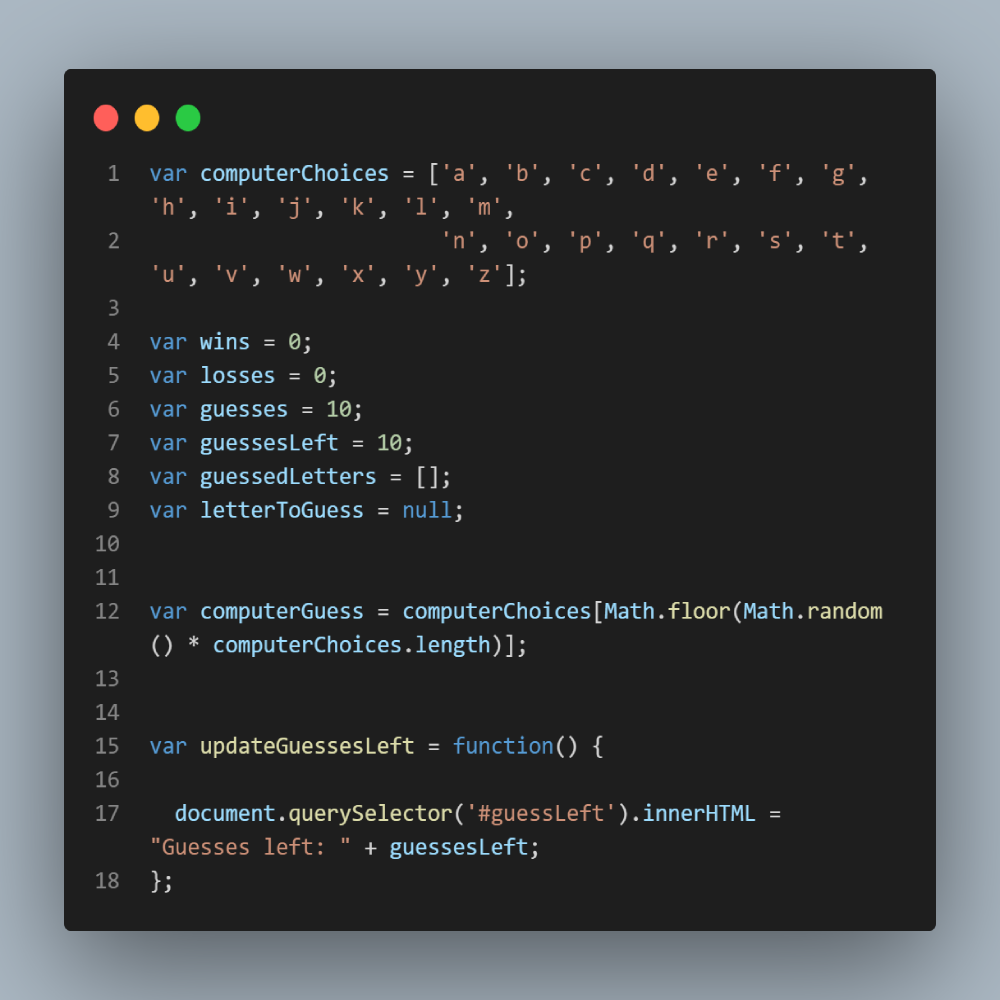 1 var computerChoices = ['a', 'b', 'c', 'd', 'e', 'f', 'g',
'h', 'i', 'j', 'k', 'l', 'm',
2                        'n', 'o', 'p', 'q', 'r', 's', 't',
'u', 'v', 'w', 'x', 'y', 'z'];
3
4 var wins = 0;
5 var losses = 0;
6 var guesses = 10;
7 var guessesLeft = 10;
8 var guessedLetters = [];
9 var letterToGuess = null;
10
11
12 var computerGuess = computerChoices[Math.floor(Math.random
() * computerChoices.length)];
13
14
15 var updateGuessesLeft = function() {
16
17   document.querySelector('#guessLeft').innerHTML =
"Guesses left: " + guessesLeft;
18 };